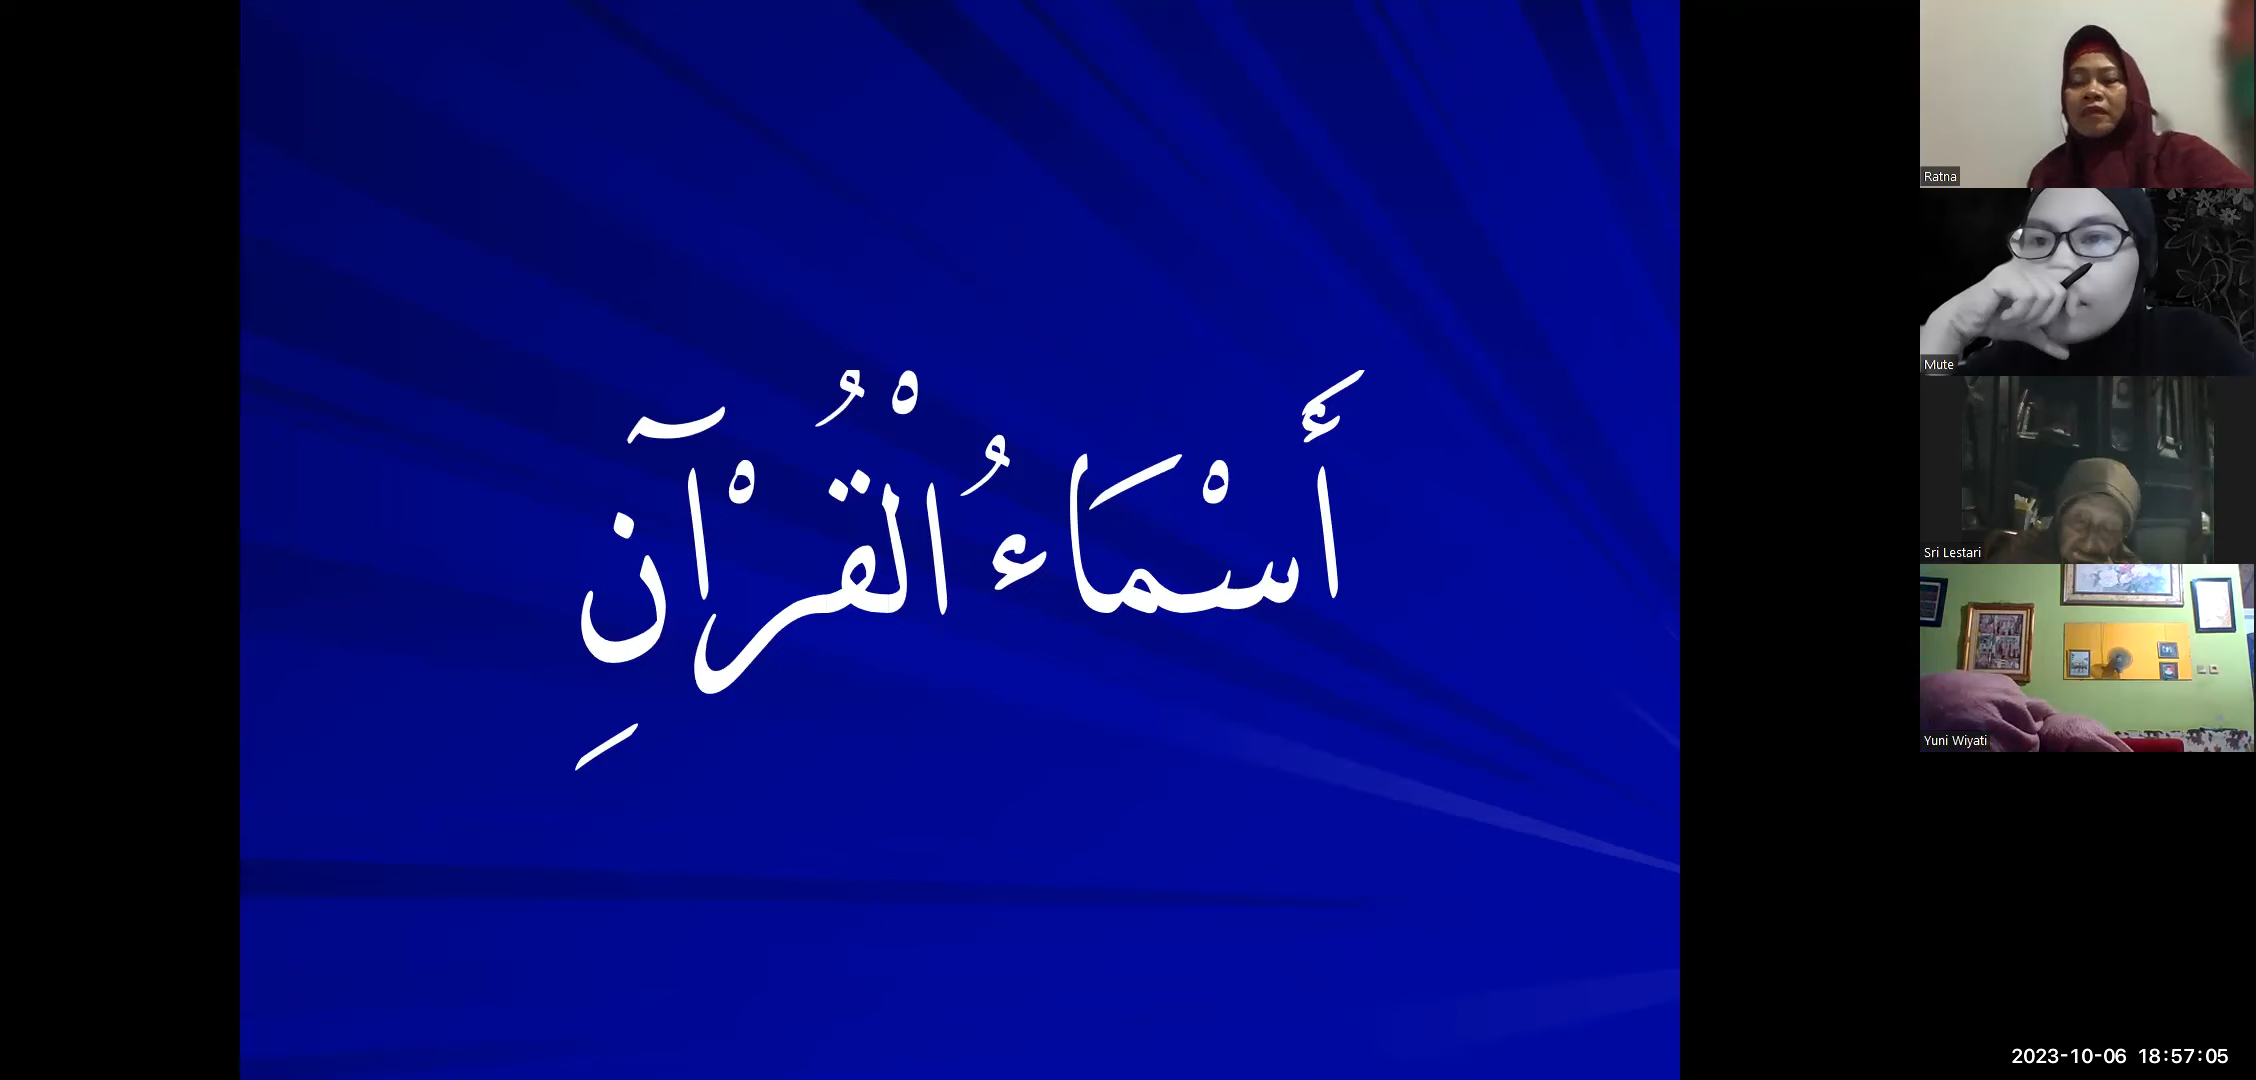 أَسْمَاءُ الْقُرْآنِ
Ratna
Mute
Sri Lestari
Yuni Wiyati
2023-10-06 18:57:05